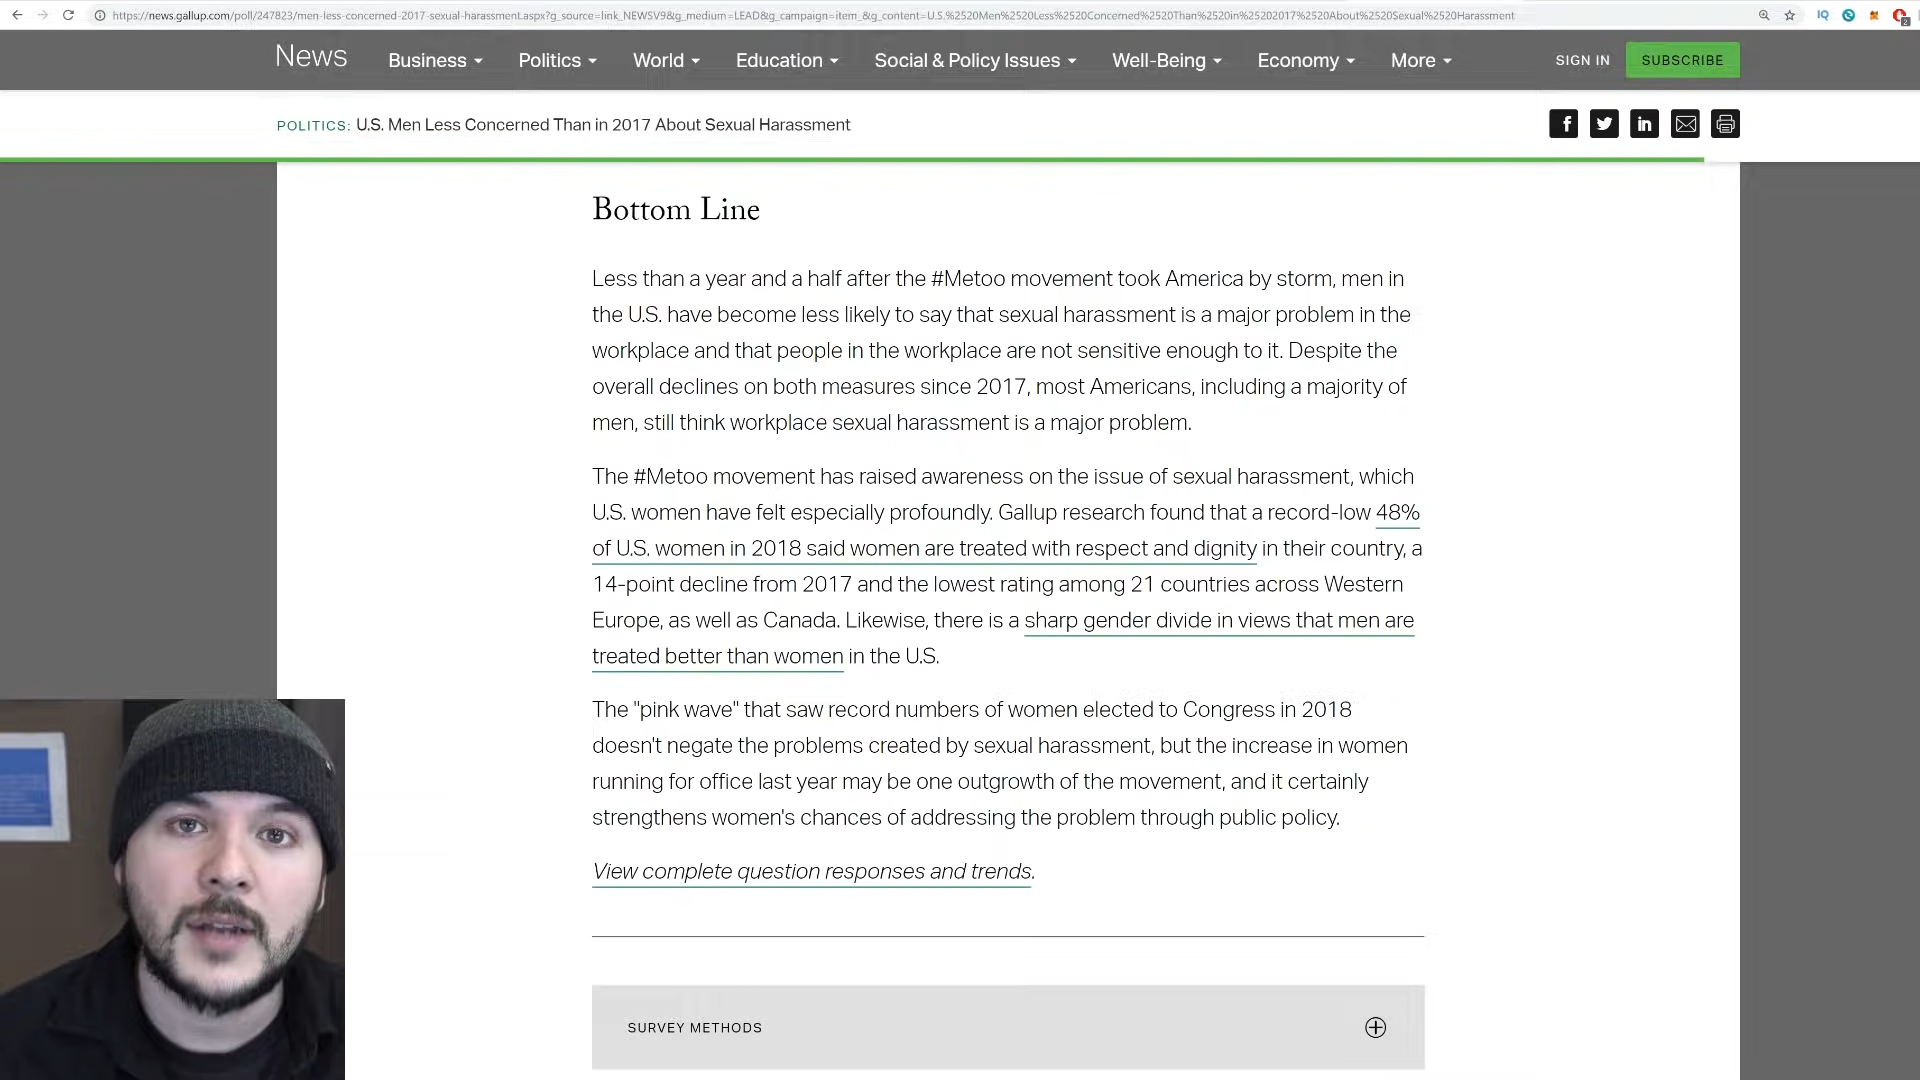 https://news.gallup.com/poll/247823/men-less-concerned-2017-sexual-harassment.aspx?g_source=link_NEWSV9&g_medium=LEAD&g_campaign=item_&g_content=U.S.%2520Men%2520Less%2520Concerned%2520Than%2520in%25202017%2520About%2520Sexual%2520Harassment
News Business Politics World Education Social & Policy Issues Well-Being Economy More SIGN IN SUBSCRIBE
POLITICS: U.S. Men Less Concerned Than in 2017 About Sexual Harassment
Bottom Line
Less than a year and a half after the #Metoo movement took America by storm, men in
the U.S. have become less likely to say that sexual harassment is a major problem in the
workplace and that people in the workplace are not sensitive enough to it. Despite the
overall declines on both measures since 2017, most Americans, including a majority of
men, still think workplace sexual harassment is a major problem.
The #Metoo movement has raised awareness on the issue of sexual harassment, which
U.S. women have felt especially profoundly. Gallup research found that a record-low 48%
of U.S. women in 2018 said women are treated with respect and dignity in their country, a
14-point decline from 2017 and the lowest rating among 21 countries across Western
Europe, as well as Canada. Likewise, there is a sharp gender divide in views that men are
treated better than women in the U.S.
The "pink wave" that saw record numbers of women elected to Congress in 2018
doesn't negate the problems created by sexual harassment, but the increase in women
running for office last year may be one outgrowth of the movement, and it certainly
strengthens women's chances of addressing the problem through public policy.
View complete question responses and trends.
SURVEY METHODS